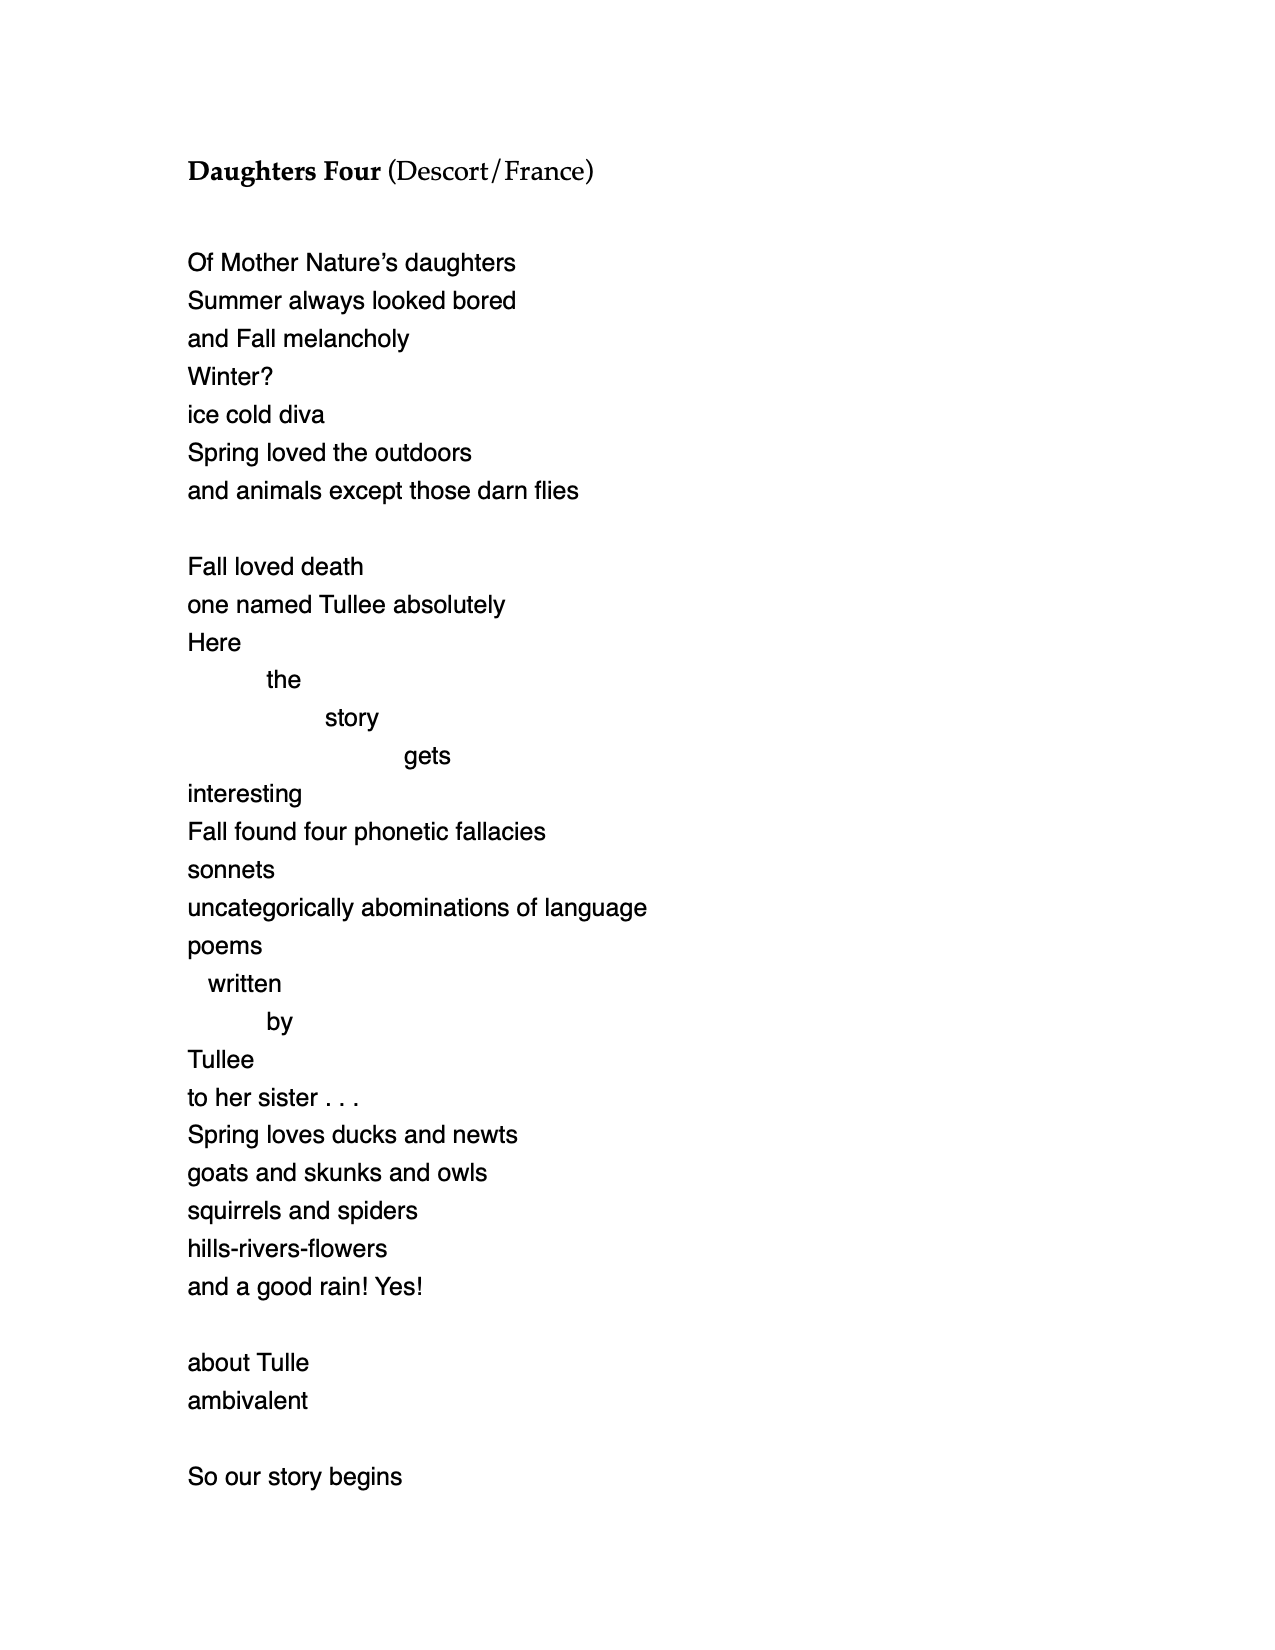 Daughters Four (Descort/France)
Of Mother Nature’s daughters
Summer always looked bored
and Fall melancholy
Winter?
ice cold diva
Spring loved the outdoors
and animals except those darn flies
Fall loved death
one named Tullee absolutely
Here
the
story
gets
interesting
Fall found four phonetic fallacies
sonnets
uncategorically abominations of language
poems
written
by
Tullee
to her sister . . .
Spring loves ducks and newts
goats and skunks and owls
squirrels and spiders
hills-rivers-flowers
and a good rain! Yes!
about Tulle
ambivalent
So our story begins